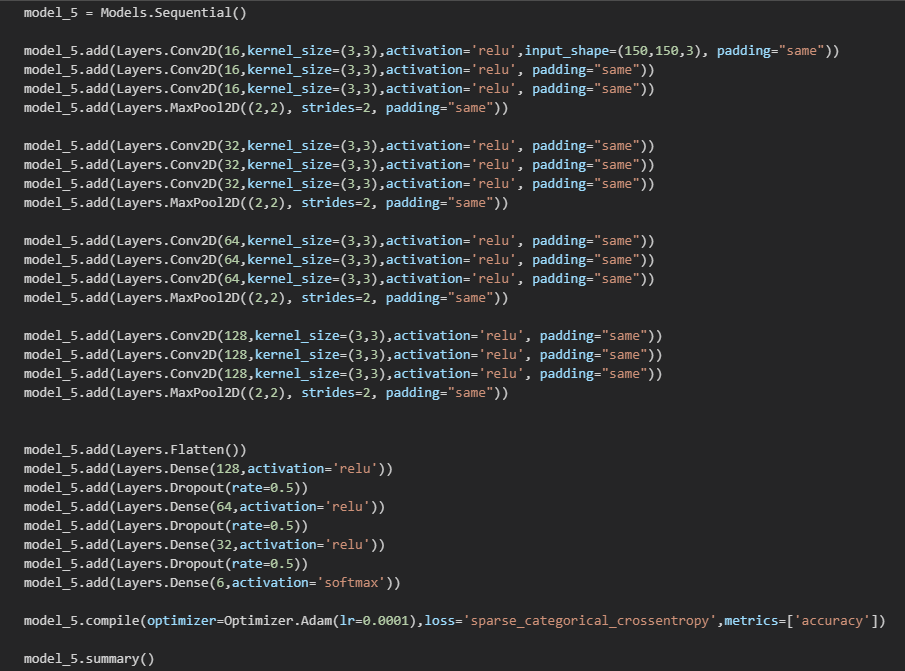 model_5 = Models.Sequential()
model_5.add(Layers.Conv2D(16,kernel_size=(3,3),activation='relu',input_shape=(150,150,3), padding="same"))
model_5.add(Layers.Conv2D(16,kernel_size=(3,3),activation='relu', padding="same"))
model_5.add(Layers.Conv2D(16,kernel_size=(3,3),activation='relu', padding="same"))
model_5.add(Layers.MaxPool2D((2,2), strides=2, padding="same"))
model_5.add(Layers.Conv2D(32,kernel_size=(3,3),activation='relu', padding="same"))
model_5.add(Layers.Conv2D(32,kernel_size=(3,3),activation='relu', padding="same"))
model_5.add(Layers.Conv2D(32,kernel_size=(3,3),activation='relu', padding="same"))
model_5.add(Layers.MaxPool2D((2,2), strides=2, padding="same"))
model_5.add(Layers.Conv2D(64,kernel_size=(3,3),activation='relu', padding="same"))
model_5.add(Layers.Conv2D(64,kernel_size=(3,3),activation='relu', padding="same"))
model_5.add(Layers.Conv2D(64,kernel_size=(3,3),activation='relu', padding="same"))
model_5.add(Layers.MaxPool2D((2,2), strides=2, padding="same"))
model_5.add(Layers.Conv2D(128,kernel_size=(3,3),activation='relu', padding="same"))
model_5.add(Layers.Conv2D(128,kernel_size=(3,3),activation='relu', padding="same"))
model_5.add(Layers.Conv2D(128,kernel_size=(3,3),activation='relu', padding="same"))
model_5.add(Layers.MaxPool2D((2,2), strides=2, padding="same"))
model_5.add(Layers.Flatten())
model_5.add(Layers.Dense(128,activation='relu'))
model_5.add(Layers.Dropout(rate=0.5))
model_5.add(Layers.Dense(64,activation='relu'))
model_5.add(Layers.Dropout(rate=0.5))
model_5.add(Layers.Dense(32,activation='relu'))
model_5.add(Layers.Dropout(rate=0.5))
model_5.add(Layers.Dense(6,activation='softmax'))
model_5.compile(optimizer=Optimizer.Adam(lr=0.0001),loss='sparse_categorical_crossentropy',metrics=['accuracy'])
model_5.summary()